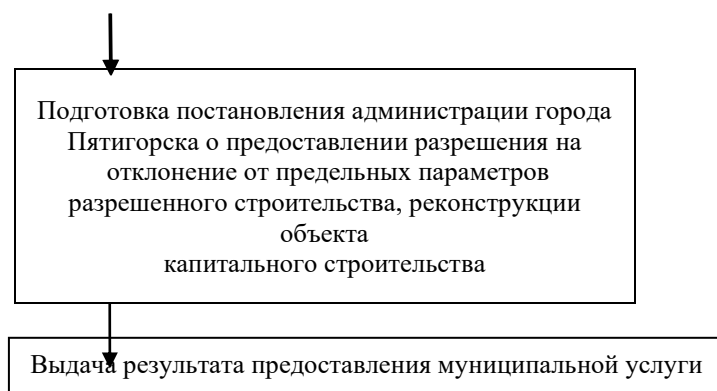 Подготовка постановления администрации города
Пятигорска о предоставлении разрешения на
отклонение от предельных параметров
разрешенного строительства, реконструкции
объекта
капитального строительства
Выдача результата предоставления муниципальной услуги